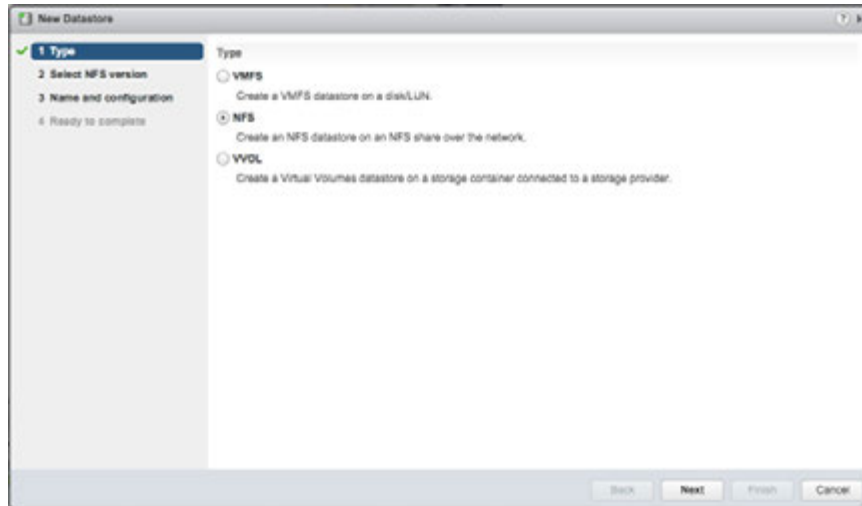 New Datastore
?
1 Type
2 Select NFS version
3 Name and configuration
4 Ready to complete
Type
VMFS
Create a VMFS datastore on a disk/LUN.
NFS
Create an NFS datastore on an NFS share over the network.
VVOL
Create a Virtual Volumes datastore on a storage container connected to a storage provider.
Back Next Finish Cancel